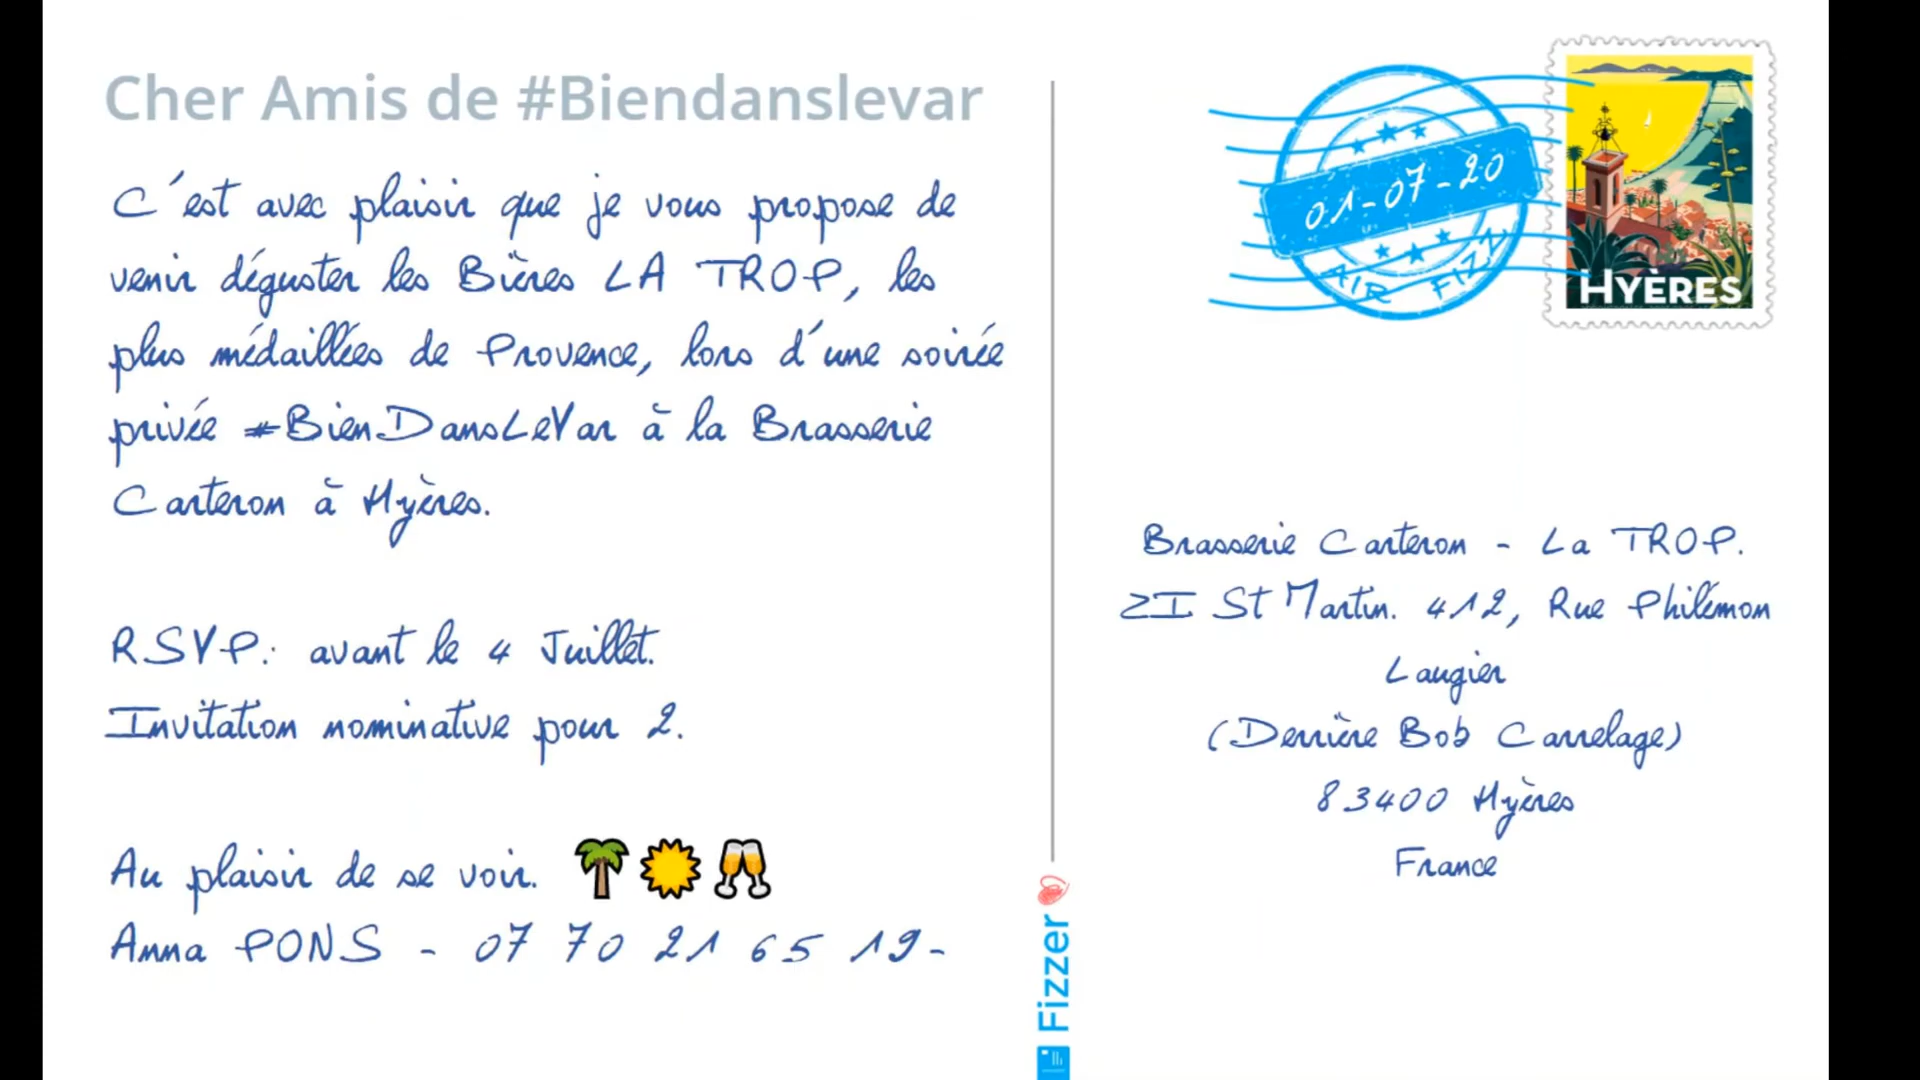 Cher Amis de #Biendanslevar
C'est avec plaisir que je vous propose de
venir déguster les Bières LA TROP, les
plus médaillées de Provence, lors d'une soirée
privée #BienDansLeVar à la Brasserie
Carteron à Hyères.
RSVP: avant le 4 Juillet.
Invitation nominative pour 2.
Au plaisir de se voir. 🌴☀️🥂
Anna PONS - 07 70 21 65 19-
Fizzer
01-07-20
AIR FIZZ
HYÈRES
Brasserie Carteron - La TROP.
ZI St Martin. 412, Rue Philémon
Laugier
(Derrière Bob Carrelage)
83400 Hyères
France